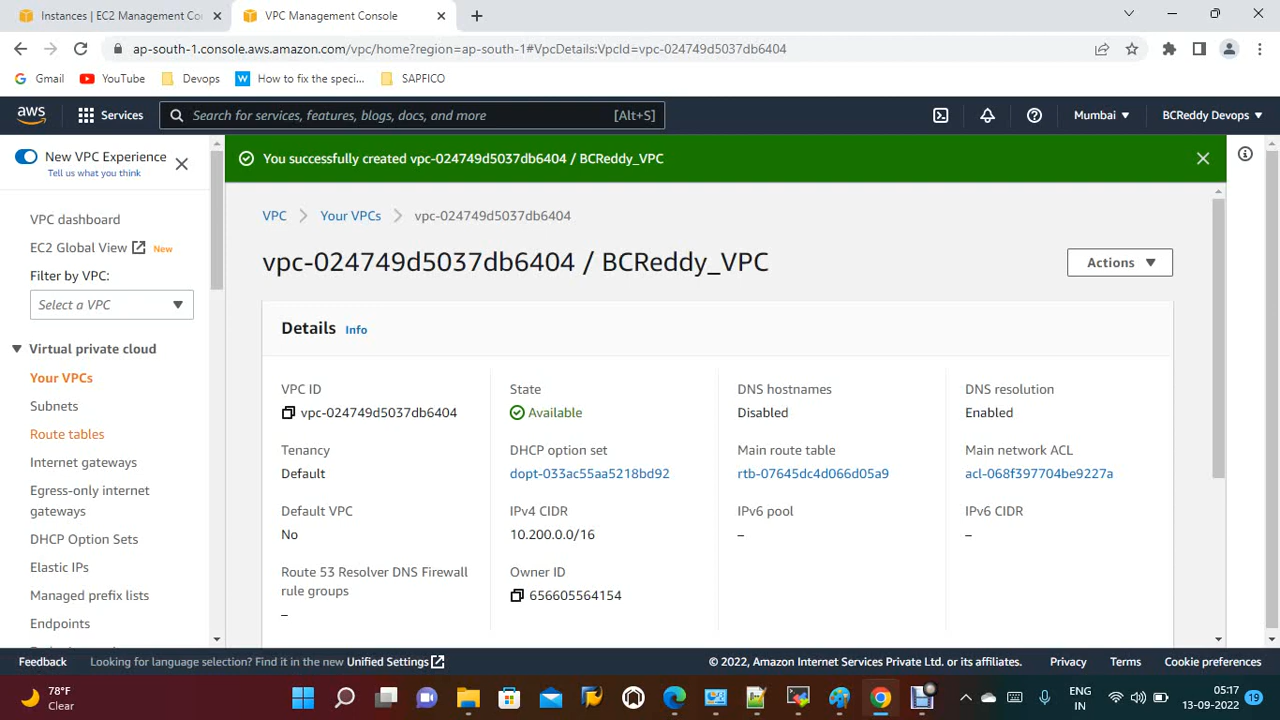 Instances | EC2 Management Co
VPC Management Console
ap-south-1.console.aws.amazon.com/vpc/home?region=ap-south-1#VpcDetails:VpcId=vpc-024749d5037db6404
Gmail
YouTube
Devops
How to fix the speci...
SAPFICO
aws
Services
Search for services, features, blogs, docs, and more
[Alt+S]
Mumbai
BCReddy Devops
New VPC Experience
Tell us what you think
You successfully created vpc-024749d5037db6404 / BCReddy_VPC
VPC dashboard
EC2 Global View New
Filter by VPC:
Select a VPC
Virtual private cloud
Your VPCs
Subnets
Route tables
Internet gateways
Egress-only internet
gateways
DHCP Option Sets
Elastic IPs
Managed prefix lists
Endpoints
VPC
Your VPCs
vpc-024749d5037db6404
vpc-024749d5037db6404 / BCReddy_VPC
Actions
Details Info
VPC ID
vpc-024749d5037db6404
State
Available
DNS hostnames
Disabled
DNS resolution
Enabled
Tenancy
Default
DHCP option set
dopt-033ac55aa5218bd92
Main route table
rtb-07645dc4d066d05a9
Main network ACL
acl-068f397704be9227a
Default VPC
No
IPv4 CIDR
10.200.0.0/16
IPv6 pool
–
IPv6 CIDR
–
Route 53 Resolver DNS Firewall
rule groups
–
Owner ID
656605564154
Feedback
Looking for language selection? Find it in the new Unified Settings
© 2022, Amazon Internet Services Private Ltd. or its affiliates.
Privacy
Terms
Cookie preferences
78°F
Clear
ENG
IN
05:17
13-09-2022
19